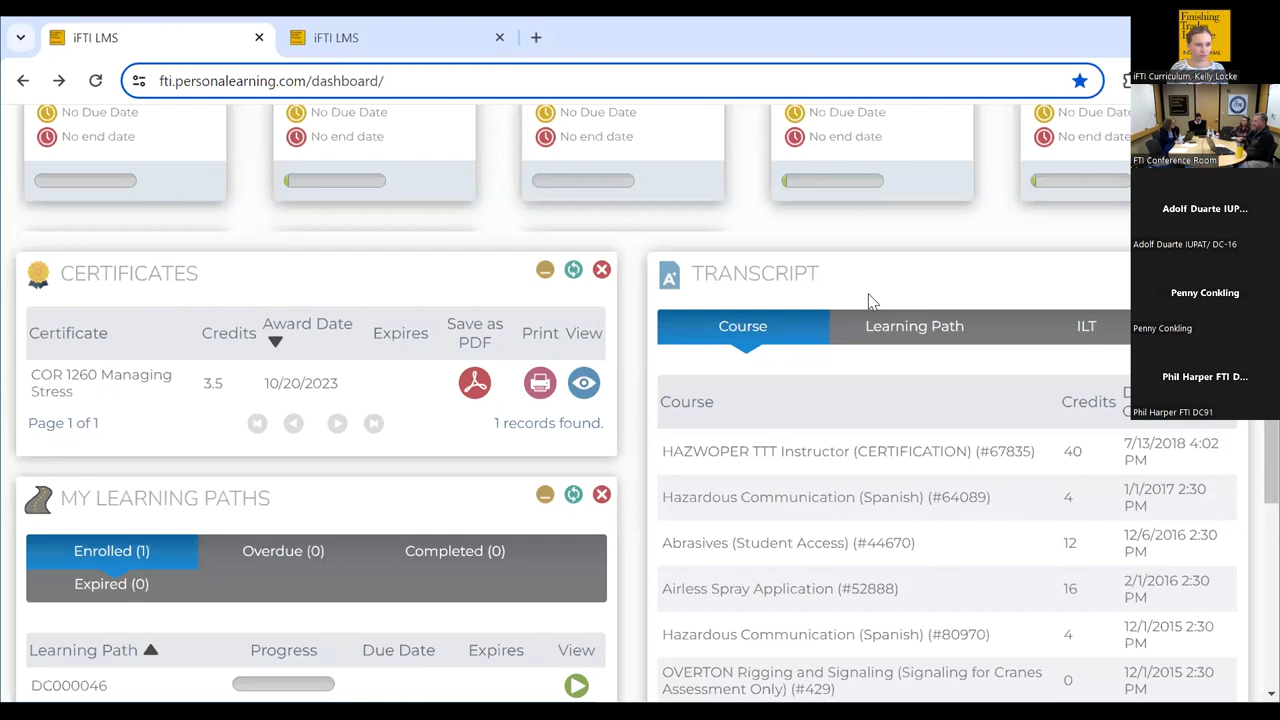 iFTI LMS
iFTI LMS
fti.personalearning.com/dashboard/
No Due Date
No end date
No Due Date
No end date
No Due Date
No end date
No Due Date
No end date
No Due Date
No end date
CERTIFICATES
Certificate
Credits
Award Date
Expires
Save as
PDF
Print
View
COR 1260 Managing
Stress
3.5
10/20/2023
Page 1 of 1
1 records found.
MY LEARNING PATHS
Enrolled (1)
Overdue (0)
Completed (0)
Expired (0)
Learning Path
Progress
Due Date
Expires
View
DC000046
TRANSCRIPT
Course
Learning Path
ILT
Course
Credits
HAZWOPER TTT Instructor (CERTIFICATION) (#67835)
40
7/13/2018 4:02
PM
Hazardous Communication (Spanish) (#64089)
4
1/1/2017 2:30
PM
Abrasives (Student Access) (#44670)
12
12/6/2016 2:30
PM
Airless Spray Application (#52888)
16
2/1/2016 2:30
PM
Hazardous Communication (Spanish) (#80970)
4
12/1/2015 2:30
PM
OVERTON Rigging and Signaling (Signaling for Cranes
Assessment Only) (#429)
0
12/1/2015 2:30
PM
Finishing
Trades
iFTI Curriculum, Kelly Locke
FTI Conference Room
Adolf Duarte IUP...
Adolf Duarte IUPAT/ DC-16
Penny Conkling
Penny Conkling
Phil Harper FTI D...
Phil Harper FTI DC91